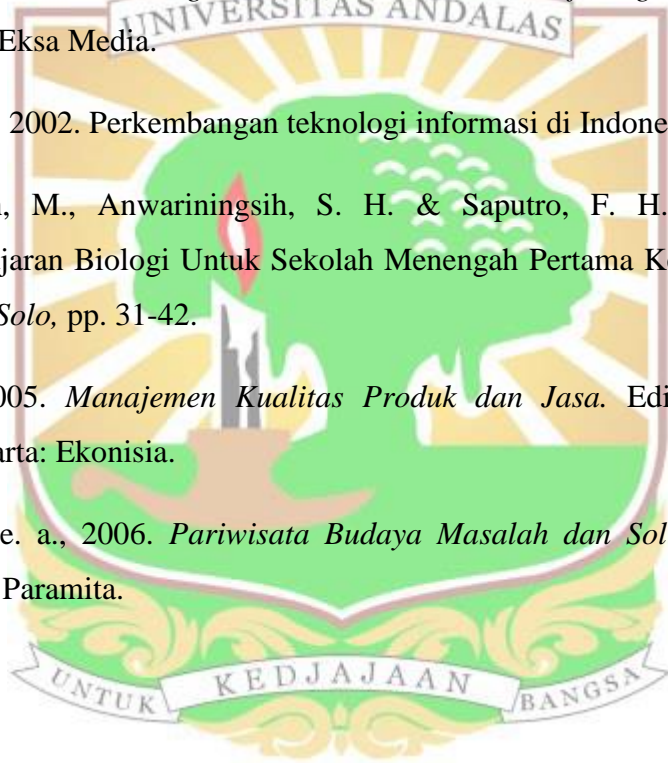 UNIVERSITAS ANDALAS
Eksa Media.
2002. Perkembangan teknologi informasi di Indone
M., Anwariningsih, S. H. & Saputro, F. H.
jaran Biologi Untuk Sekolah Menengah Pertama Ke
Solo, pp. 31-42.
005. Manajemen Kualitas Produk dan Jasa. Edi
arta: Ekonisia.
e. a., 2006. Pariwisata Budaya Masalah dan Sol
Paramita.
UNTUK KEDJAJAAN BANGSA